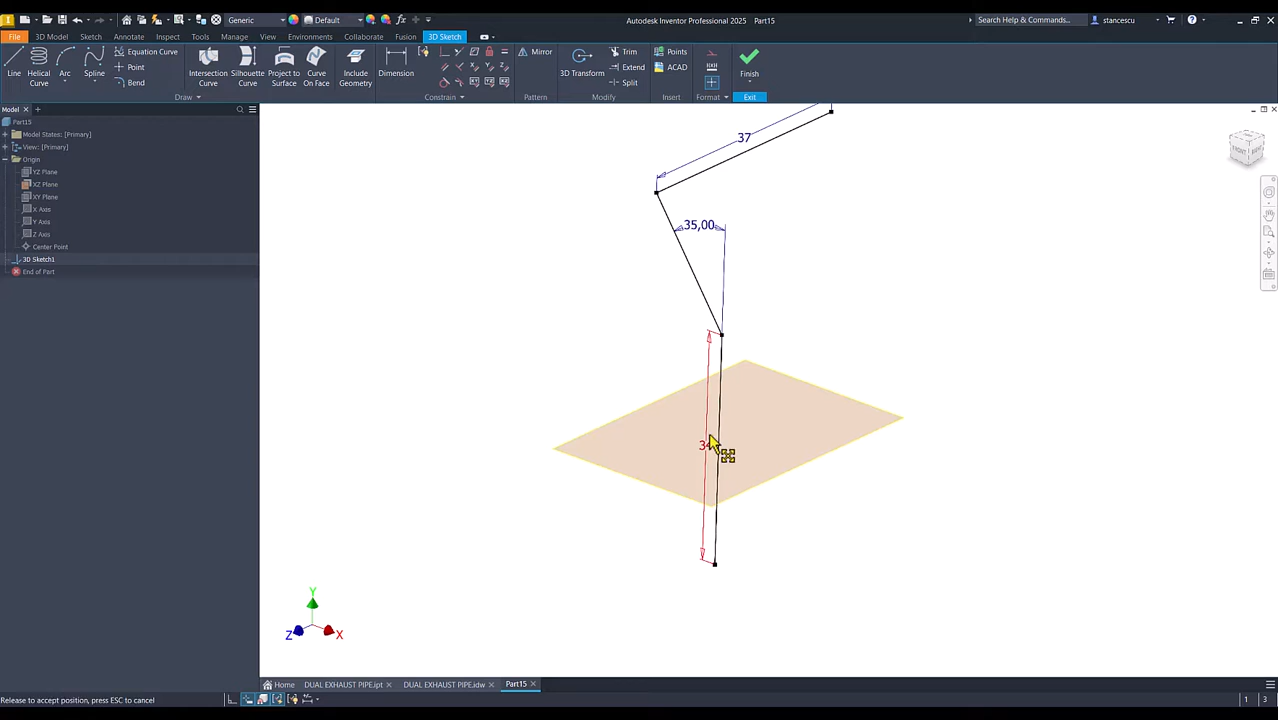 Generic
Default
fx
Autodesk Inventor Professional 2025 Part15
Search Help & Commands...
stancescu
File
3D Model
Sketch
Annotate
Inspect
Tools
Manage
View
Environments
Collaborate
Fusion
3D Sketch
Line
Helical Curve
Arc
Spline
Equation Curve
Point
Bend
Intersection Curve
Silhouette Curve
Project to Surface
Curve On Face
Include Geometry
Dimension
Mirror
3D Transform
Trim
Extend
Split
Points
ACAD
Finish
Draw
Constrain
Pattern
Modify
Insert
Format
Exit
Model
Part15
Model States: [Primary]
View: [Primary]
Origin
YZ Plane
XZ Plane
XY Plane
X Axis
Y Axis
Z Axis
Center Point
3D Sketch1
End of Part
37
35,00
FRONT
Y
Z
X
Home
DUAL EXHAUST PIPE.ipt
DUAL EXHAUST PIPE.idw
Part15
Release to accept position, press ESC to cancel
1
3